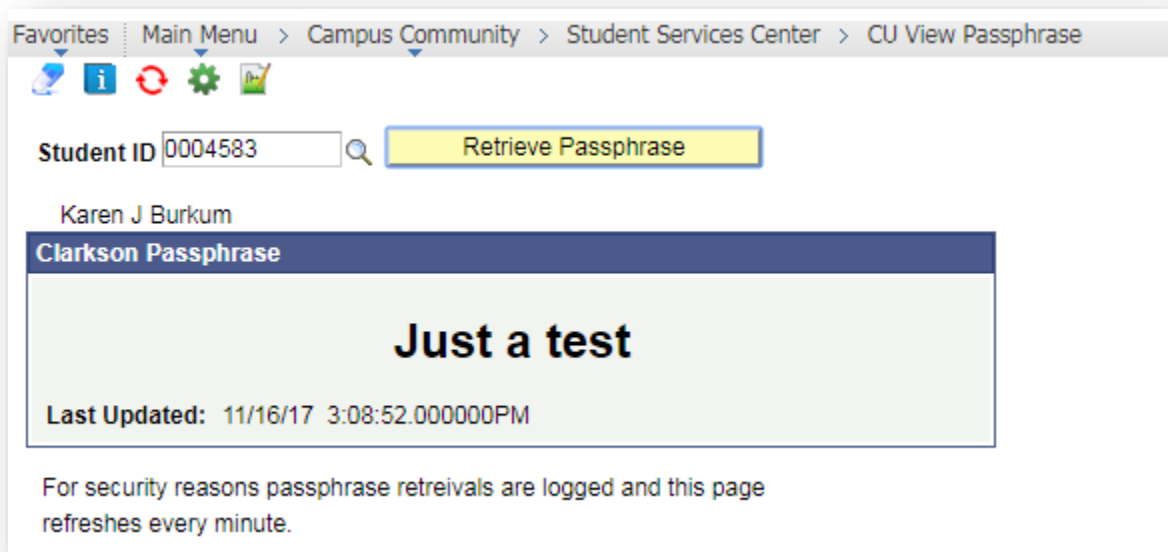 Favorites Main Menu > Campus Community > Student Services Center > CU View Passphrase
i
Student ID 0004583 Retrieve Passphrase
Karen J Burkum
Clarkson Passphrase
Just a test
Last Updated: 11/16/17 3:08:52.000000PM
For security reasons passphrase retreivals are logged and this page
refreshes every minute.